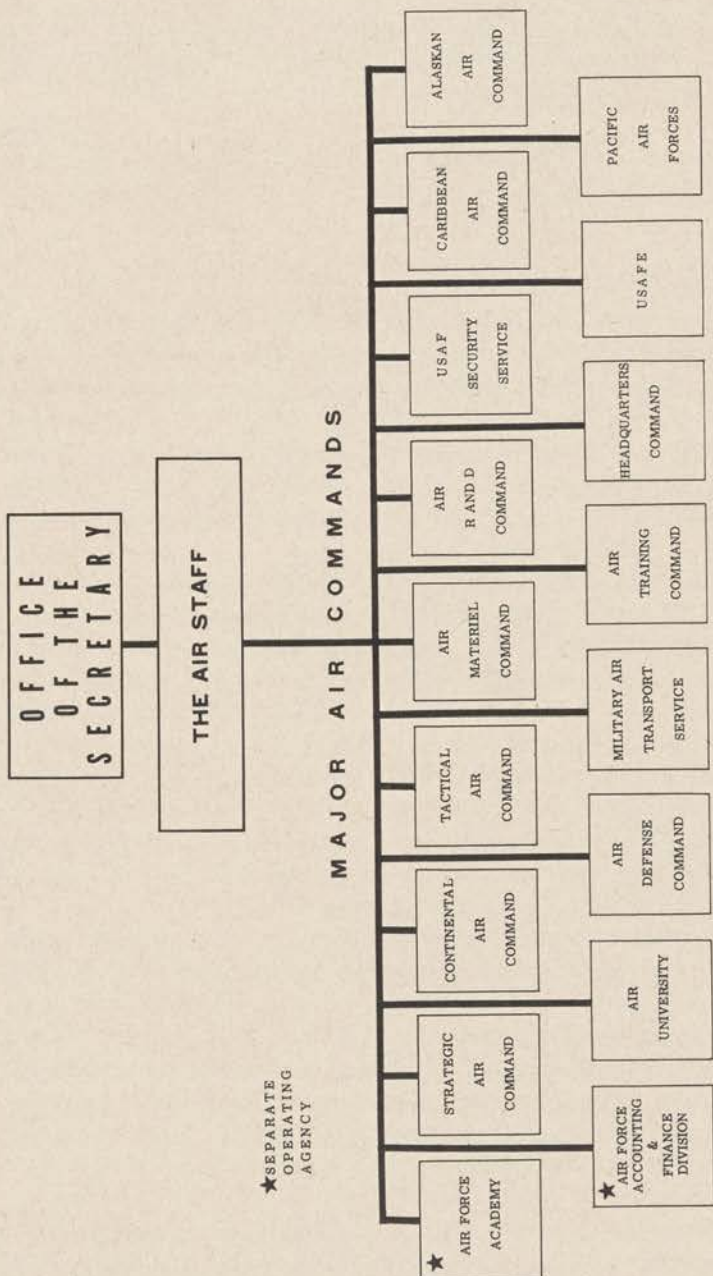 OFFICE
OF THE
SECRETARY
THE AIR STAFF
★SEPARATE
OPERATING
AGENCY
MAJOR AIR COMMANDS
★
AIR FORCE
ACADEMY
STRATEGIC
AIR
COMMAND
CONTINENTAL
AIR
COMMAND
TACTICAL
AIR
COMMAND
AIR
MATERIEL
COMMAND
AIR
R AND D
COMMAND
USAF
SECURITY
SERVICE
CARIBBEAN
AIR
COMMAND
ALASKAN
AIR
COMMAND
★
AIR FORCE
ACCOUNTING
&
FINANCE
DIVISION
AIR
UNIVERSITY
AIR
DEFENSE
COMMAND
MILITARY AIR
TRANSPORT
SERVICE
AIR
TRAINING
COMMAND
HEADQUARTERS
COMMAND
USAFE
PACIFIC
AIR
FORCES